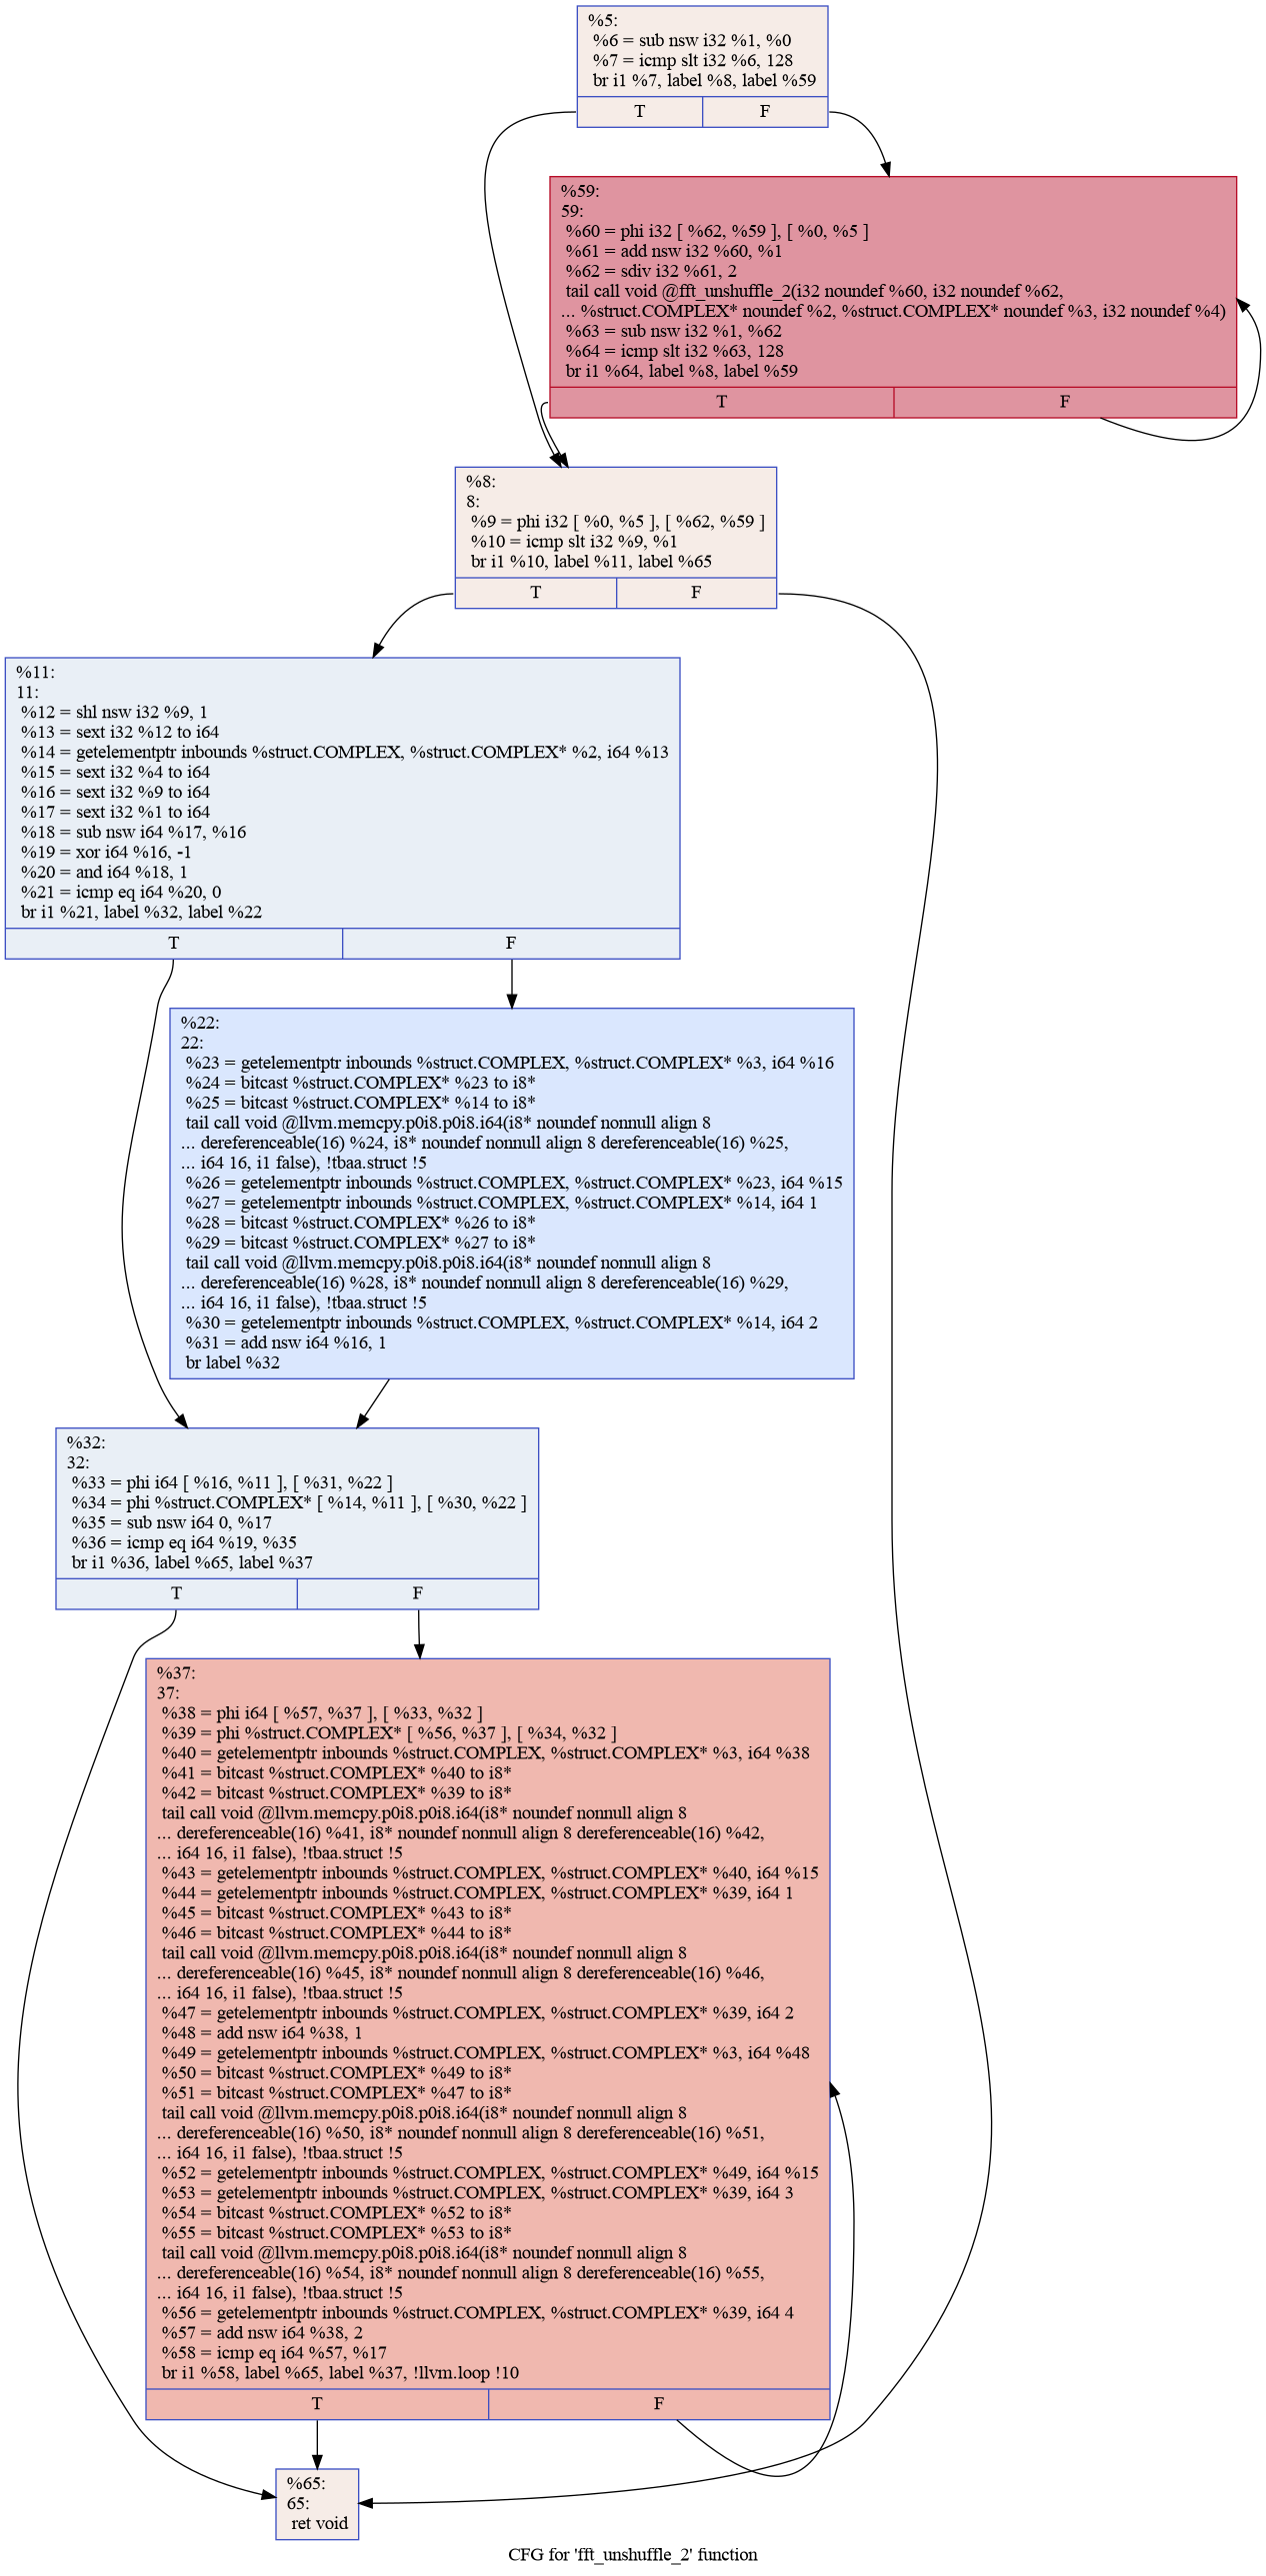 %5:
%6 = sub nsw i32 %1, %0
%7 = icmp slt i32 %6, 128
br i1 %7, label %8, label %59
T F
%59:
59:
%60 = phi i32 [ %62, %59 ], [ %0, %5 ]
%61 = add nsw i32 %60, %1
%62 = sdiv i32 %61, 2
tail call void @fft_unshuffle_2(i32 noundef %60, i32 noundef %62,
... %struct.COMPLEX* noundef %2, %struct.COMPLEX* noundef %3, i32 noundef %4)
%63 = sub nsw i32 %1, %62
%64 = icmp slt i32 %63, 128
br i1 %64, label %8, label %59
T F
%8:
8:
%9 = phi i32 [ %0, %5 ], [ %62, %59 ]
%10 = icmp slt i32 %9, %1
br i1 %10, label %11, label %65
T F
%11:
11:
%12 = shl nsw i32 %9, 1
%13 = sext i32 %12 to i64
%14 = getelementptr inbounds %struct.COMPLEX, %struct.COMPLEX* %2, i64 %13
%15 = sext i32 %4 to i64
%16 = sext i32 %9 to i64
%17 = sext i32 %1 to i64
%18 = sub nsw i64 %17, %16
%19 = xor i64 %16, -1
%20 = and i64 %18, 1
%21 = icmp eq i64 %20, 0
br i1 %21, label %32, label %22
T F
%22:
22:
%23 = getelementptr inbounds %struct.COMPLEX, %struct.COMPLEX* %3, i64 %16
%24 = bitcast %struct.COMPLEX* %23 to i8*
%25 = bitcast %struct.COMPLEX* %14 to i8*
tail call void @llvm.memcpy.p0i8.p0i8.i64(i8* noundef nonnull align 8
... dereferenceable(16) %24, i8* noundef nonnull align 8 dereferenceable(16) %25,
... i64 16, i1 false), !tbaa.struct !5
%26 = getelementptr inbounds %struct.COMPLEX, %struct.COMPLEX* %23, i64 %15
%27 = getelementptr inbounds %struct.COMPLEX, %struct.COMPLEX* %14, i64 1
%28 = bitcast %struct.COMPLEX* %26 to i8*
%29 = bitcast %struct.COMPLEX* %27 to i8*
tail call void @llvm.memcpy.p0i8.p0i8.i64(i8* noundef nonnull align 8
... dereferenceable(16) %28, i8* noundef nonnull align 8 dereferenceable(16) %29,
... i64 16, i1 false), !tbaa.struct !5
%30 = getelementptr inbounds %struct.COMPLEX, %struct.COMPLEX* %14, i64 2
%31 = add nsw i64 %16, 1
br label %32
%32:
32:
%33 = phi i64 [ %16, %11 ], [ %31, %22 ]
%34 = phi %struct.COMPLEX* [ %14, %11 ], [ %30, %22 ]
%35 = sub nsw i64 0, %17
%36 = icmp eq i64 %19, %35
br i1 %36, label %65, label %37
T F
%37:
37:
%38 = phi i64 [ %57, %37 ], [ %33, %32 ]
%39 = phi %struct.COMPLEX* [ %56, %37 ], [ %34, %32 ]
%40 = getelementptr inbounds %struct.COMPLEX, %struct.COMPLEX* %3, i64 %38
%41 = bitcast %struct.COMPLEX* %40 to i8*
%42 = bitcast %struct.COMPLEX* %39 to i8*
tail call void @llvm.memcpy.p0i8.p0i8.i64(i8* noundef nonnull align 8
... dereferenceable(16) %41, i8* noundef nonnull align 8 dereferenceable(16) %42,
... i64 16, i1 false), !tbaa.struct !5
%43 = getelementptr inbounds %struct.COMPLEX, %struct.COMPLEX* %40, i64 %15
%44 = getelementptr inbounds %struct.COMPLEX, %struct.COMPLEX* %39, i64 1
%45 = bitcast %struct.COMPLEX* %43 to i8*
%46 = bitcast %struct.COMPLEX* %44 to i8*
tail call void @llvm.memcpy.p0i8.p0i8.i64(i8* noundef nonnull align 8
... dereferenceable(16) %45, i8* noundef nonnull align 8 dereferenceable(16) %46,
... i64 16, i1 false), !tbaa.struct !5
%47 = getelementptr inbounds %struct.COMPLEX, %struct.COMPLEX* %39, i64 2
%48 = add nsw i64 %38, 1
%49 = getelementptr inbounds %struct.COMPLEX, %struct.COMPLEX* %3, i64 %48
%50 = bitcast %struct.COMPLEX* %49 to i8*
%51 = bitcast %struct.COMPLEX* %47 to i8*
tail call void @llvm.memcpy.p0i8.p0i8.i64(i8* noundef nonnull align 8
... dereferenceable(16) %50, i8* noundef nonnull align 8 dereferenceable(16) %51,
... i64 16, i1 false), !tbaa.struct !5
%52 = getelementptr inbounds %struct.COMPLEX, %struct.COMPLEX* %49, i64 %15
%53 = getelementptr inbounds %struct.COMPLEX, %struct.COMPLEX* %39, i64 3
%54 = bitcast %struct.COMPLEX* %52 to i8*
%55 = bitcast %struct.COMPLEX* %53 to i8*
tail call void @llvm.memcpy.p0i8.p0i8.i64(i8* noundef nonnull align 8
... dereferenceable(16) %54, i8* noundef nonnull align 8 dereferenceable(16) %55,
... i64 16, i1 false), !tbaa.struct !5
%56 = getelementptr inbounds %struct.COMPLEX, %struct.COMPLEX* %39, i64 4
%57 = add nsw i64 %38, 2
%58 = icmp eq i64 %57, %17
br i1 %58, label %65, label %37, !llvm.loop !10
T F
%65:
65:
ret void
CFG for 'fft_unshuffle_2' function